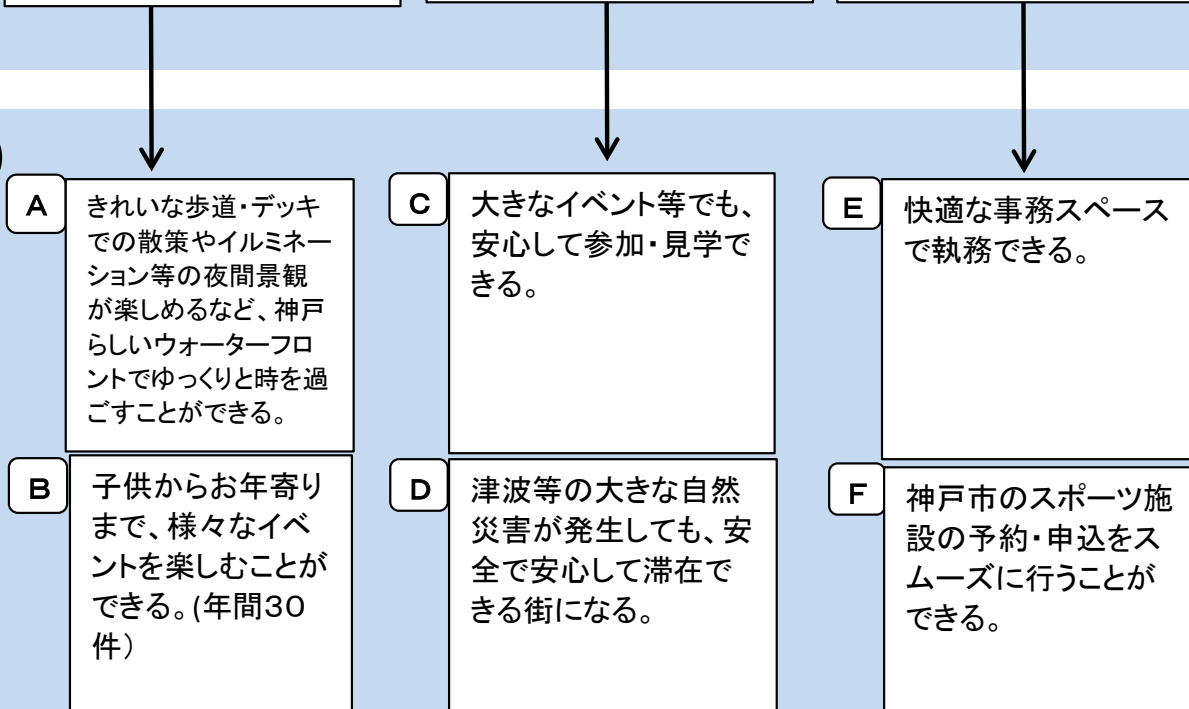 A
きれいな歩道・デッキ
での散策やイルミネー
ション等の夜間景観
が楽しめるなど、神戸
らしいウォーターフロ
ントでゆっくりと時を過
ごすことができる。
B
子供からお年寄り
まで、様々なイベ
ントを楽しむことが
できる。(年間30
件）
C
大きなイベント等でも、
安心して参加・見学で
きる。
D
津波等の大きな自然
災害が発生しても、安
全で安心して滞在で
きる街になる。
E
快適な事務スペース
で執務できる。
F
神戸市のスポーツ施
設の予約・申込をス
ムーズに行うことが
できる。